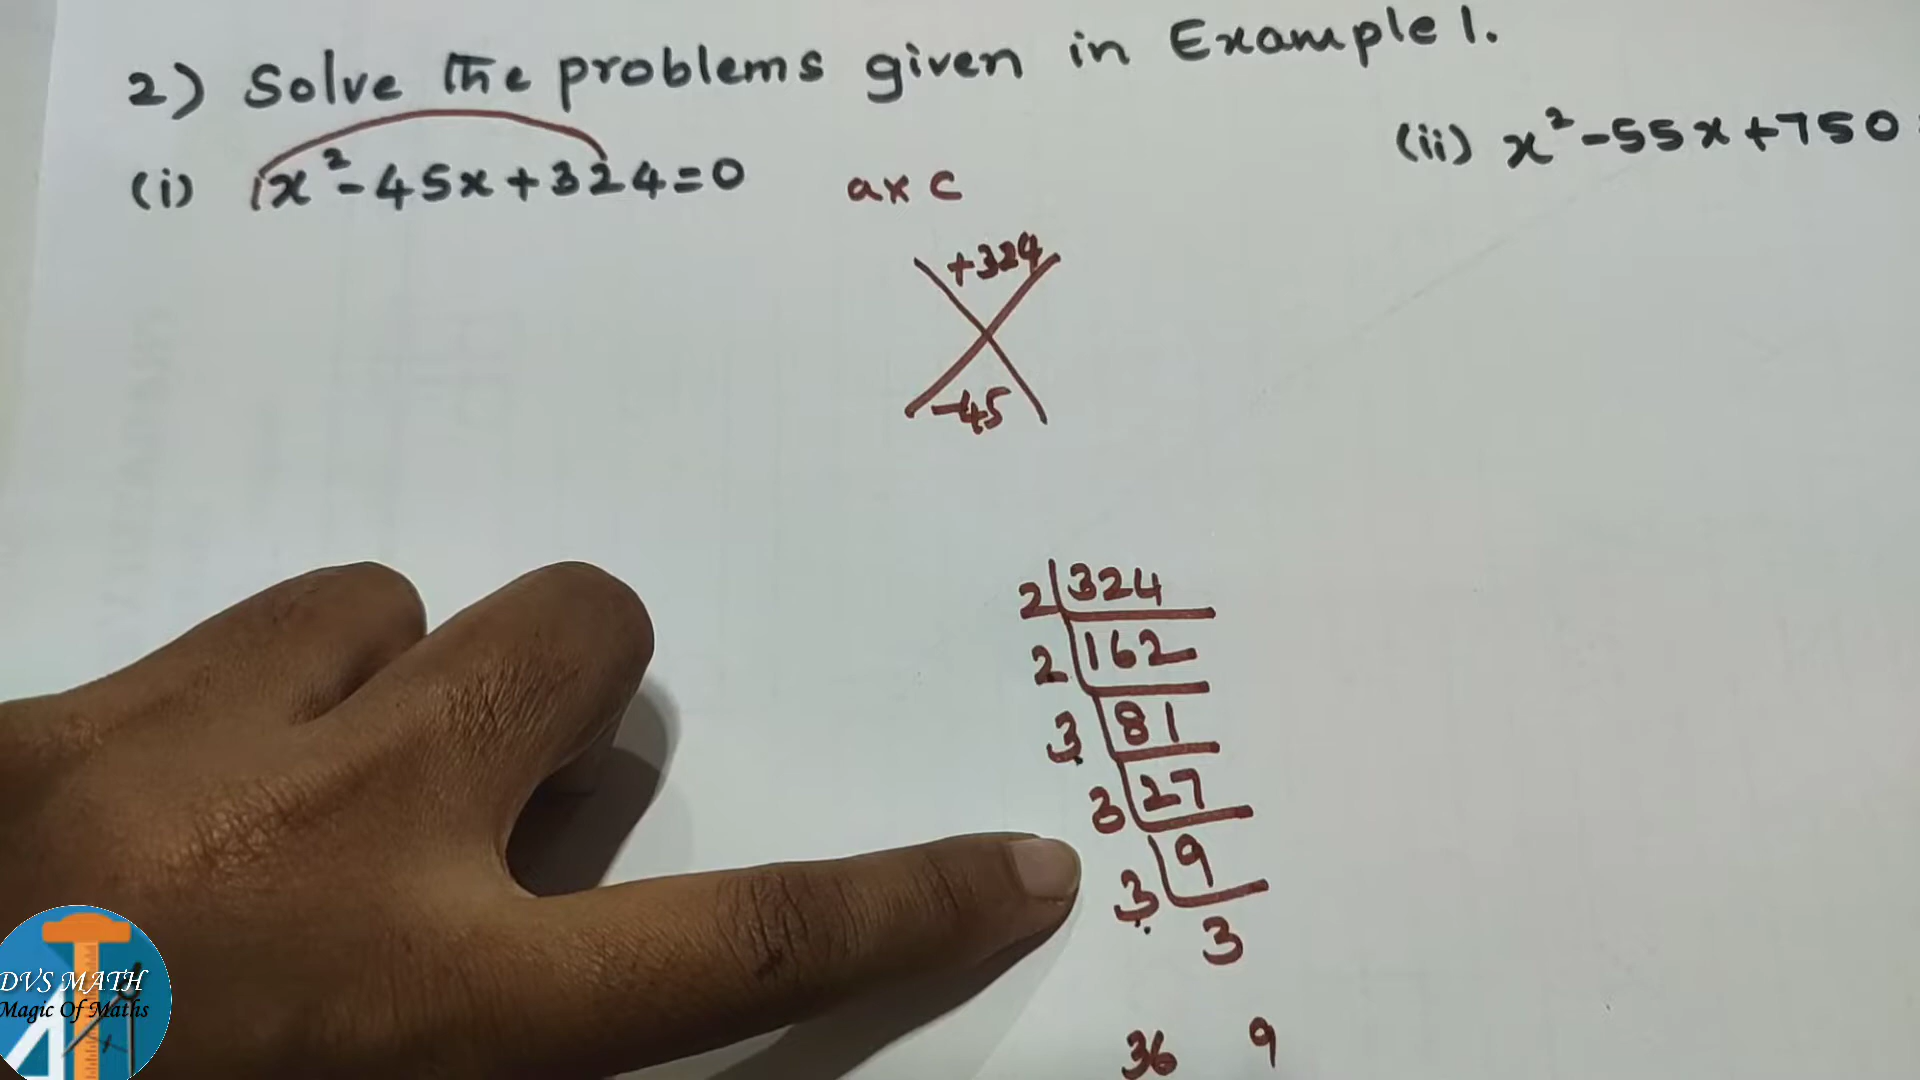 2) Solve the problems given in Example 1.
(i) 1x²-45x+324=0
a x c
(ii) x²-55x+750
+324
-45
2 324
2 162
3 81
3 27
3 9
3
36 9
DVS MATH
Magic Of Maths